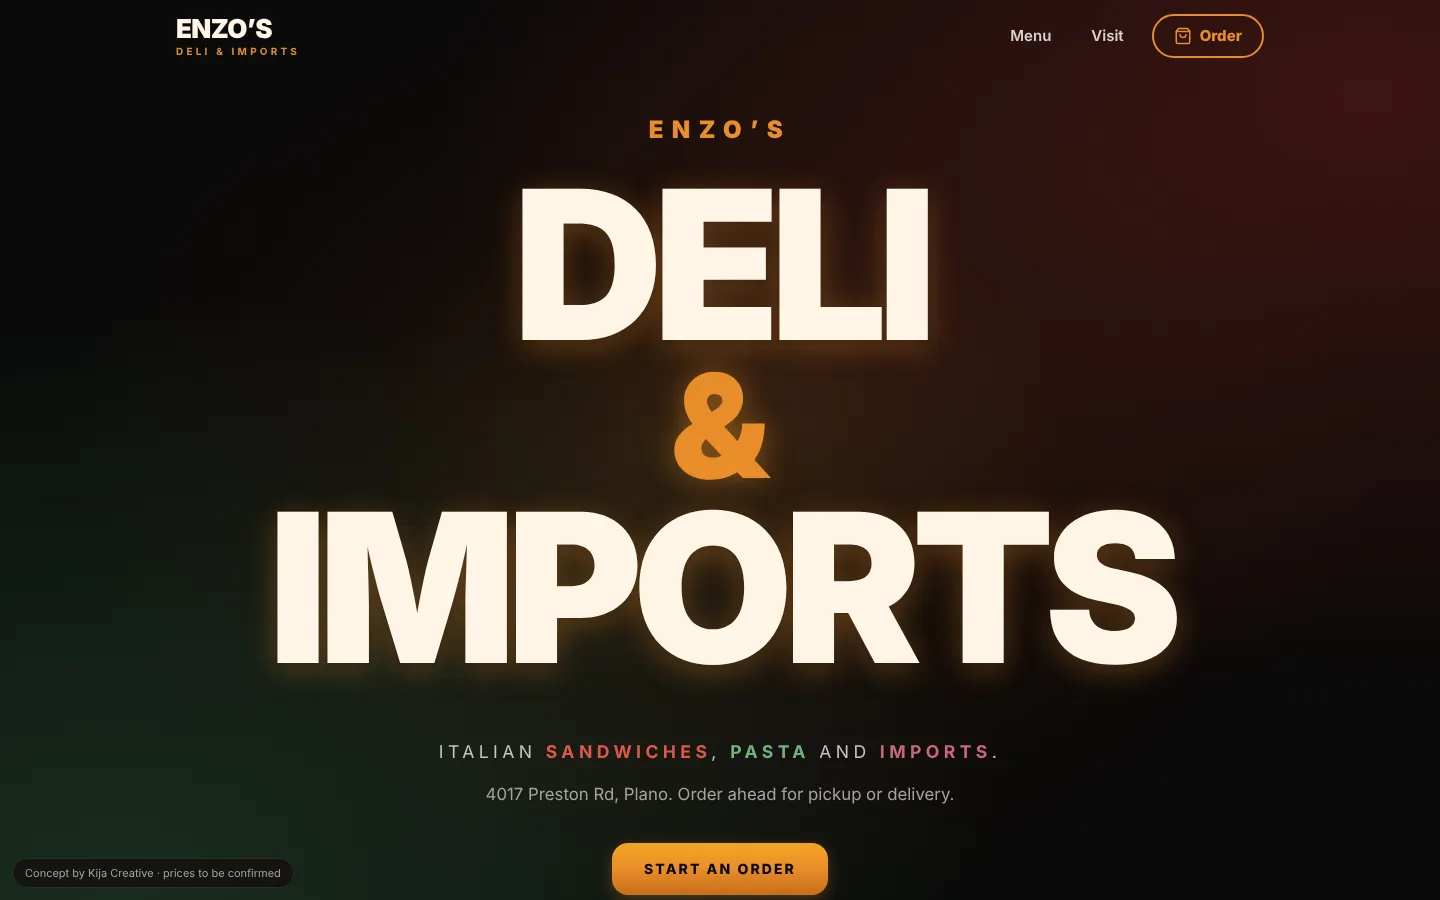 ENZO’S
DELI & IMPORTS
Menu
Visit
Order
ENZO’S
DELI
&
IMPORTS
ITALIAN SANDWICHES, PASTA AND IMPORTS.
4017 Preston Rd, Plano. Order ahead for pickup or delivery.
START AN ORDER
Concept by Kija Creative · prices to be confirmed